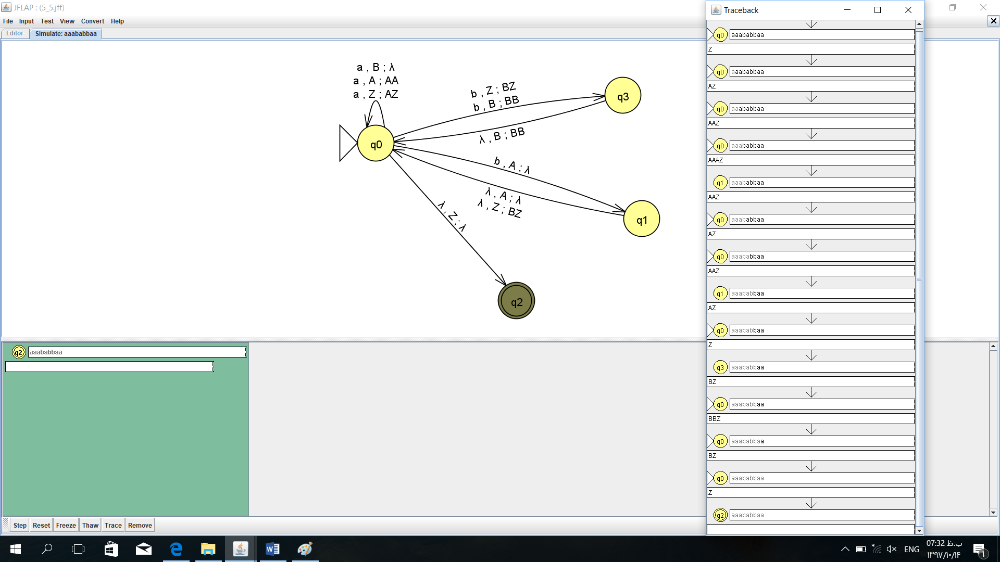 JFLAP : (5_5.jff)
File Input Test View Convert Help
Editor Simulate: aaababbaa
a , B ; λ
a , A ; AA
a , Z ; AZ
q0
b , Z ; BZ
b , B ; BB
λ , B ; BB
q3
b , A ; λ
λ , A ; λ
λ , Z ; BZ
q1
λ , Z ; λ
q2
q2 aaababbaa
Step Reset Freeze Thaw Trace Remove
Traceback
q0 aaababbaa
Z
q0 aaababbaa
AZ
q0 aaababbaa
AAZ
q0 aaababbaa
AAAZ
q1 aaababbaa
AAZ
q0 aaababbaa
AZ
q0 aaababbaa
AAZ
q1 aaababbaa
AZ
q0 aaababbaa
Z
q3 aaababbaa
BZ
q0 aaababbaa
BBZ
q0 aaababbaa
BZ
q0 aaababbaa
Z
q2 aaababbaa
ENG
07:32 ب.ظ
۱۳۹۷/۱۰/۱۴
۱